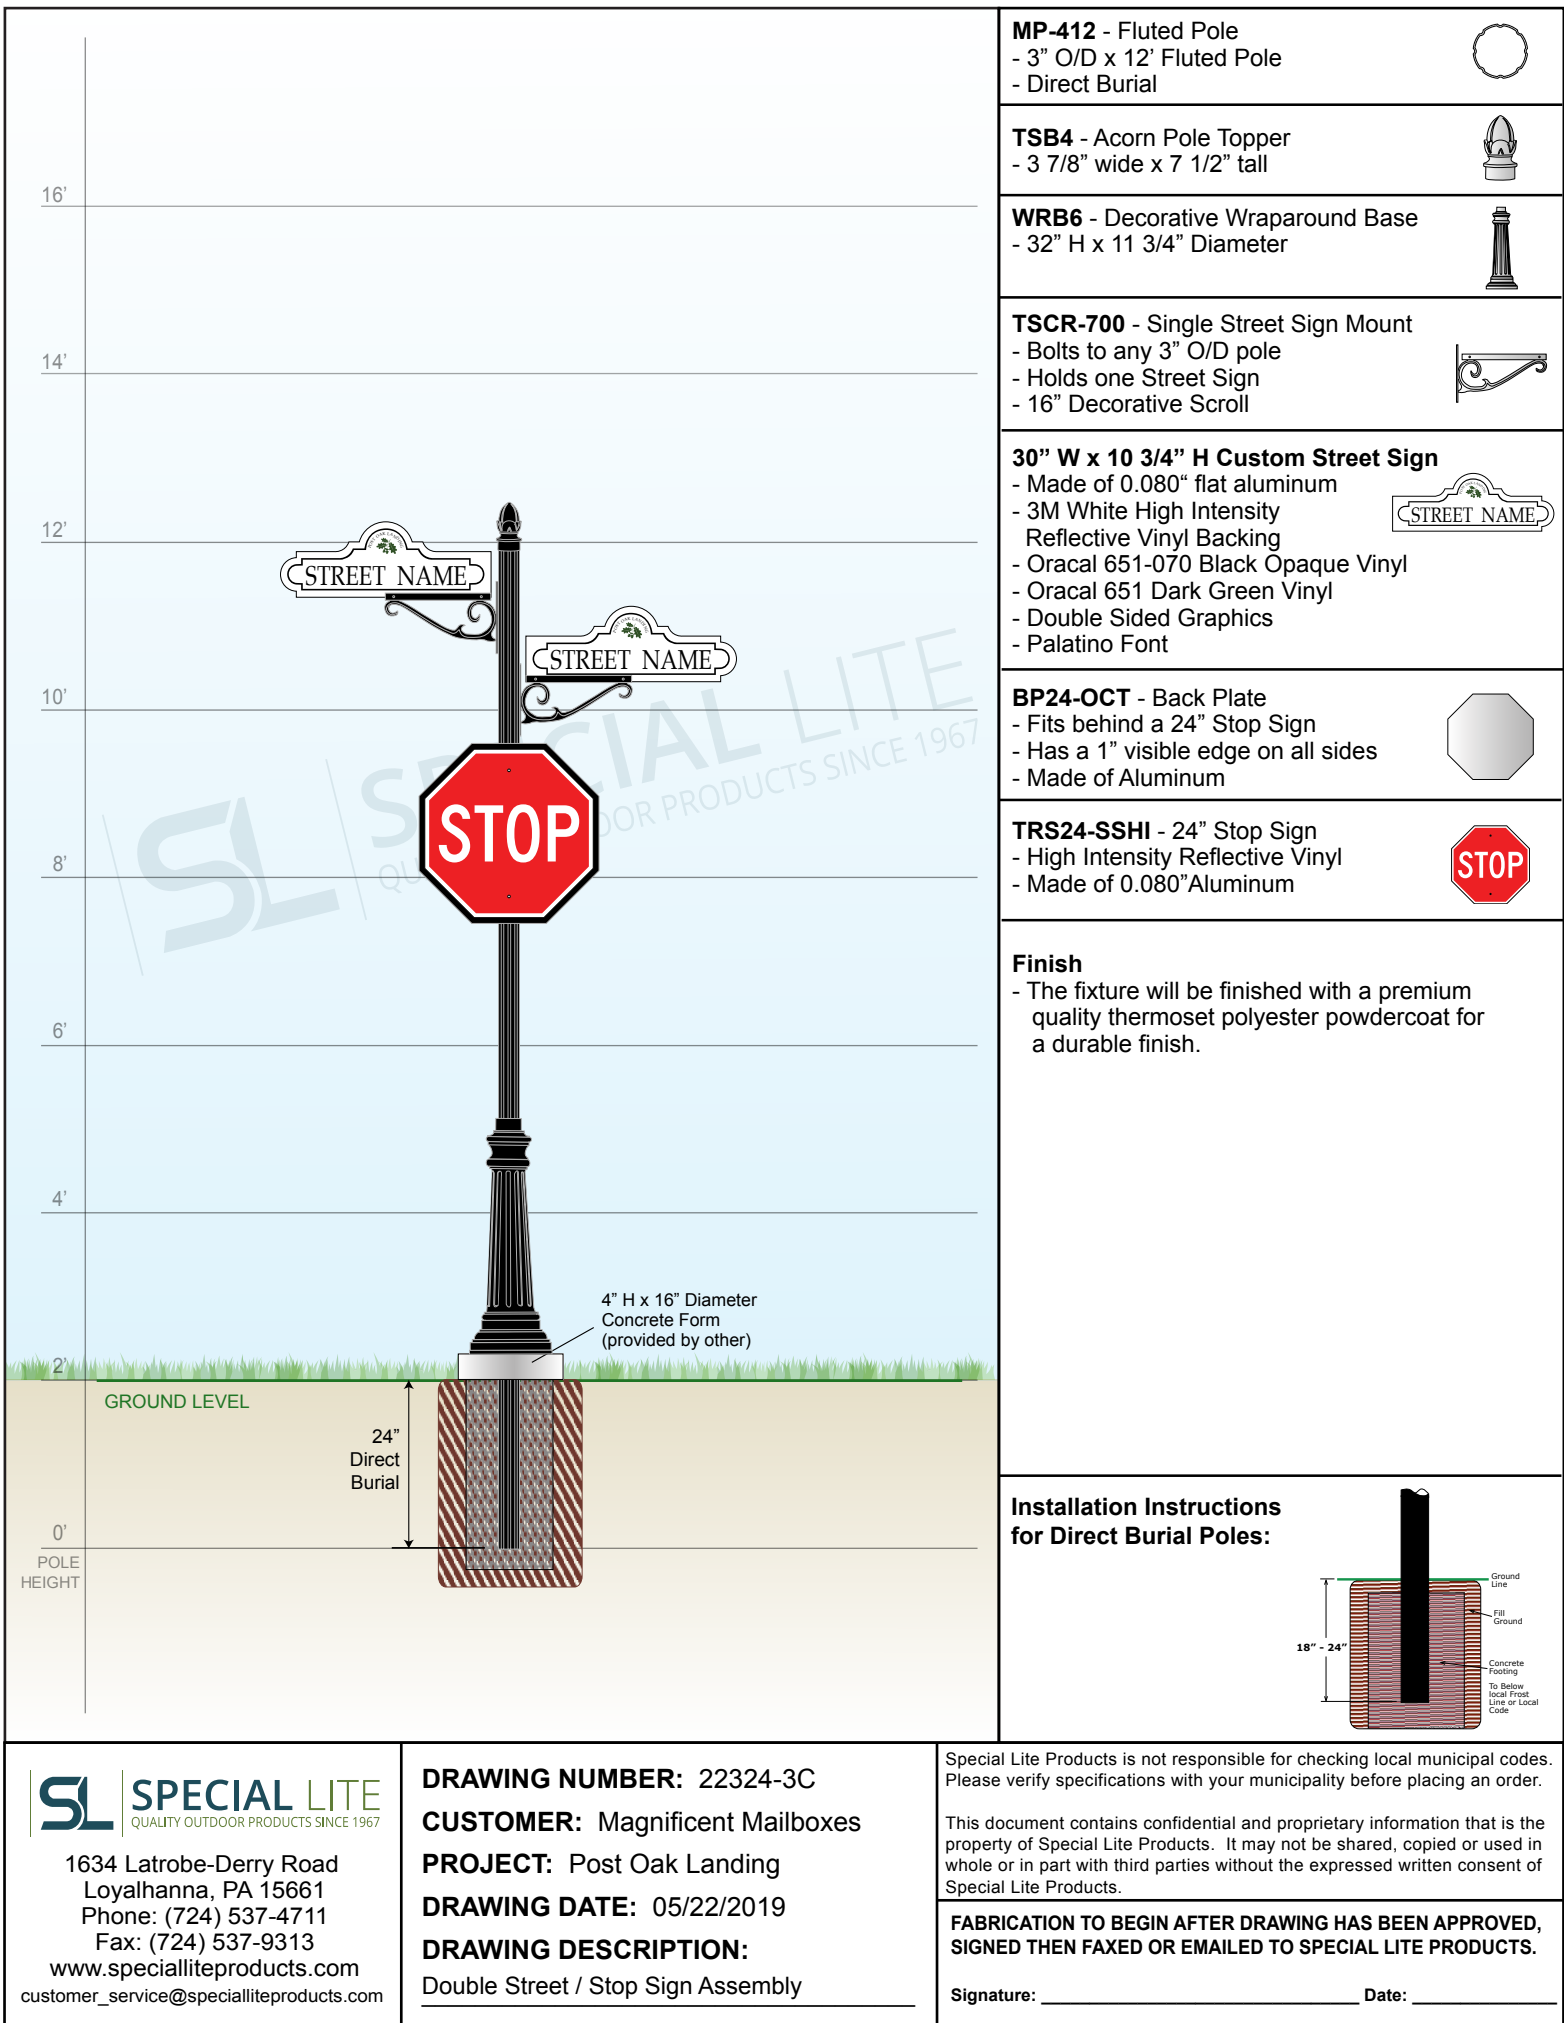 16'
14'
12'
10'
8'
6'
4'
2'
0'
POLE
HEIGHT
POST OAK LANDING
STREET NAME
POST OAK LANDING
STREET NAME
SPECIAL LITE
QUALITY OUTDOOR PRODUCTS SINCE 1967
STOP
4” H x 16” Diameter
Concrete Form
(provided by other)
GROUND LEVEL
24”
Direct
Burial
MP-412 - Fluted Pole
- 3” O/D x 12’ Fluted Pole
- Direct Burial
TSB4 - Acorn Pole Topper
- 3 7/8” wide x 7 1/2” tall
WRB6 - Decorative Wraparound Base
- 32” H x 11 3/4” Diameter
TSCR-700 - Single Street Sign Mount
- Bolts to any 3” O/D pole
- Holds one Street Sign
- 16” Decorative Scroll
30” W x 10 3/4” H Custom Street Sign
- Made of 0.080“ flat aluminum
- 3M White High Intensity
Reflective Vinyl Backing
- Oracal 651-070 Black Opaque Vinyl
- Oracal 651 Dark Green Vinyl
- Double Sided Graphics
- Palatino Font
STREET NAME
BP24-OCT - Back Plate
- Fits behind a 24” Stop Sign
- Has a 1” visible edge on all sides
- Made of Aluminum
TRS24-SSHI - 24” Stop Sign
- High Intensity Reflective Vinyl
- Made of 0.080”Aluminum
STOP
Finish
- The fixture will be finished with a premium
quality thermoset polyester powdercoat for
a durable finish.
Installation Instructions
for Direct Burial Poles:
Ground
Line
Fill
Ground
18” - 24”
Concrete
Footing
To Below
local Frost
Line or Local
Code
SL SPECIAL LITE
QUALITY OUTDOOR PRODUCTS SINCE 1967
1634 Latrobe-Derry Road
Loyalhanna, PA 15661
Phone: (724) 537-4711
Fax: (724) 537-9313
www.specialliteproducts.com
customer_service@specialliteproducts.com
DRAWING NUMBER: 22324-3C
CUSTOMER: Magnificent Mailboxes
PROJECT: Post Oak Landing
DRAWING DATE: 05/22/2019
DRAWING DESCRIPTION:
Double Street / Stop Sign Assembly
Special Lite Products is not responsible for checking local municipal codes.
Please verify specifications with your municipality before placing an order.
This document contains confidential and proprietary information that is the
property of Special Lite Products. It may not be shared, copied or used in
whole or in part with third parties without the expressed written consent of
Special Lite Products.
FABRICATION TO BEGIN AFTER DRAWING HAS BEEN APPROVED,
SIGNED THEN FAXED OR EMAILED TO SPECIAL LITE PRODUCTS.
Signature: Date: